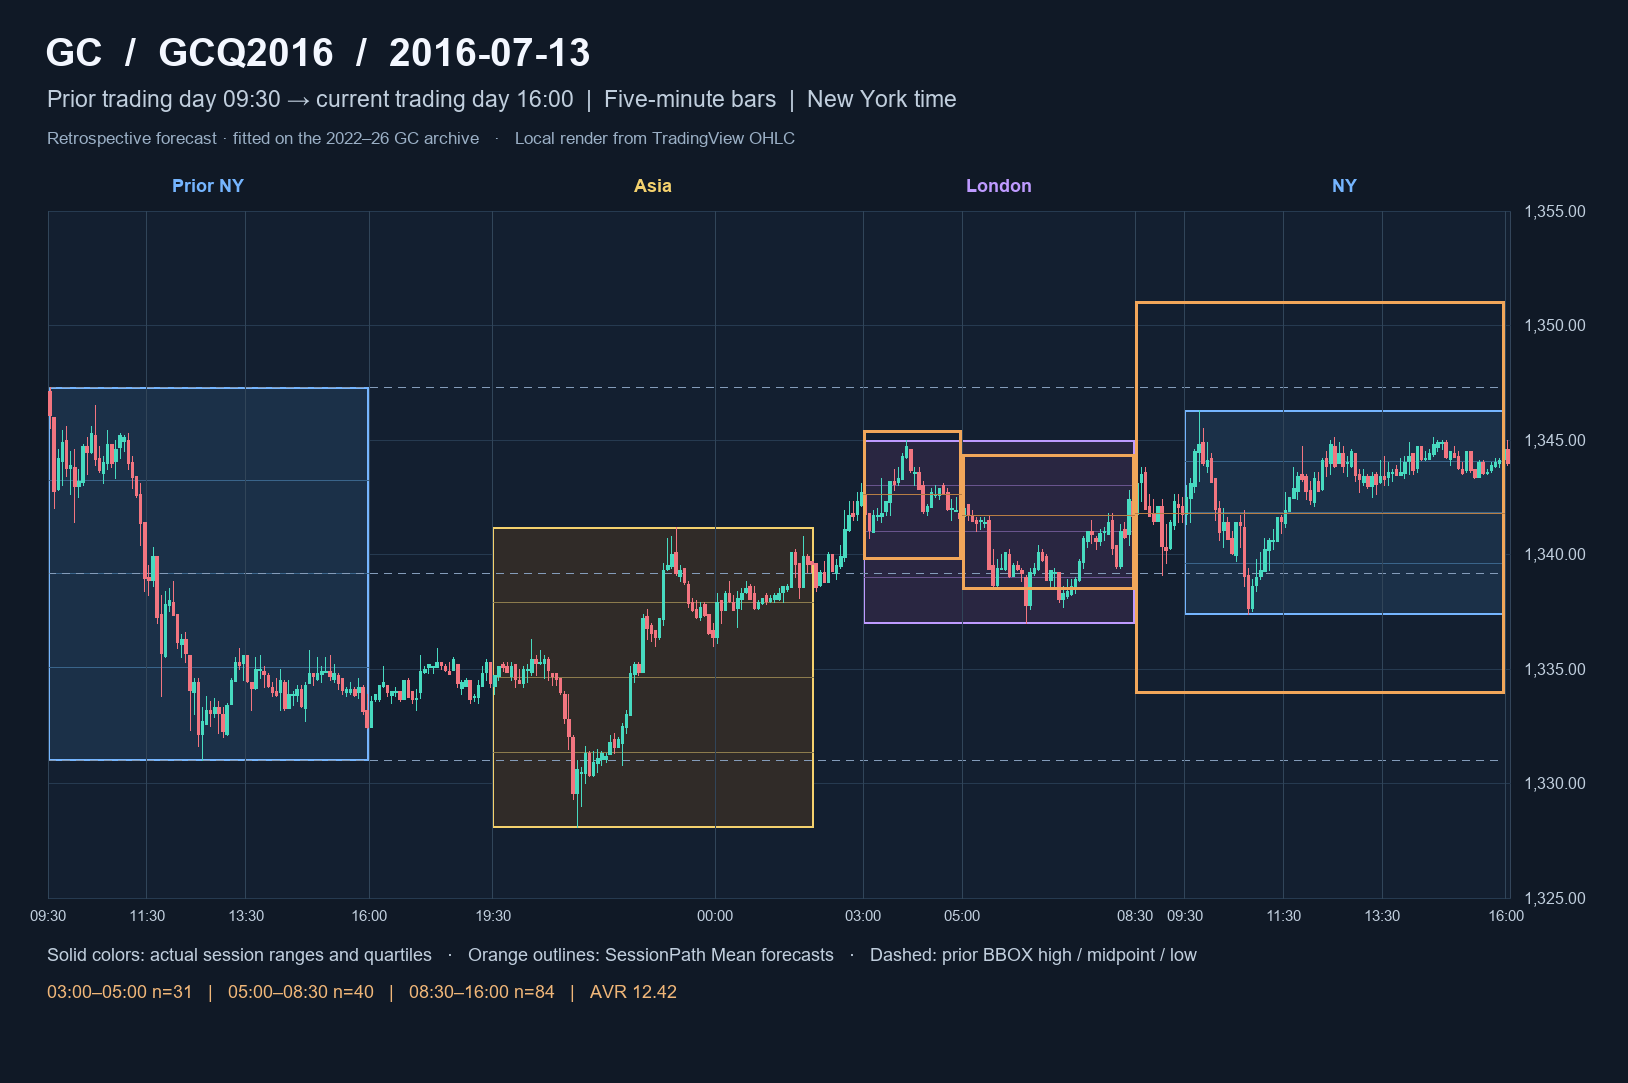 GC / GCQ2016 / 2016-07-13
Prior trading day 09:30 → current trading day 16:00 | Five-minute bars | New York time
Retrospective forecast · fitted on the 2022–26 GC archive · Local render from TradingView OHLC
Prior NY Asia London NY
1,355.00
1,350.00
1,345.00
1,340.00
1,335.00
1,330.00
1,325.00
09:30 11:30 13:30 16:00 19:30 00:00 03:00 05:00 08:30 09:30 11:30 13:30 16:00
Solid colors: actual session ranges and quartiles · Orange outlines: SessionPath Mean forecasts · Dashed: prior BBOX high / midpoint / low
03:00–05:00 n=31 | 05:00–08:30 n=40 | 08:30–16:00 n=84 | AVR 12.42